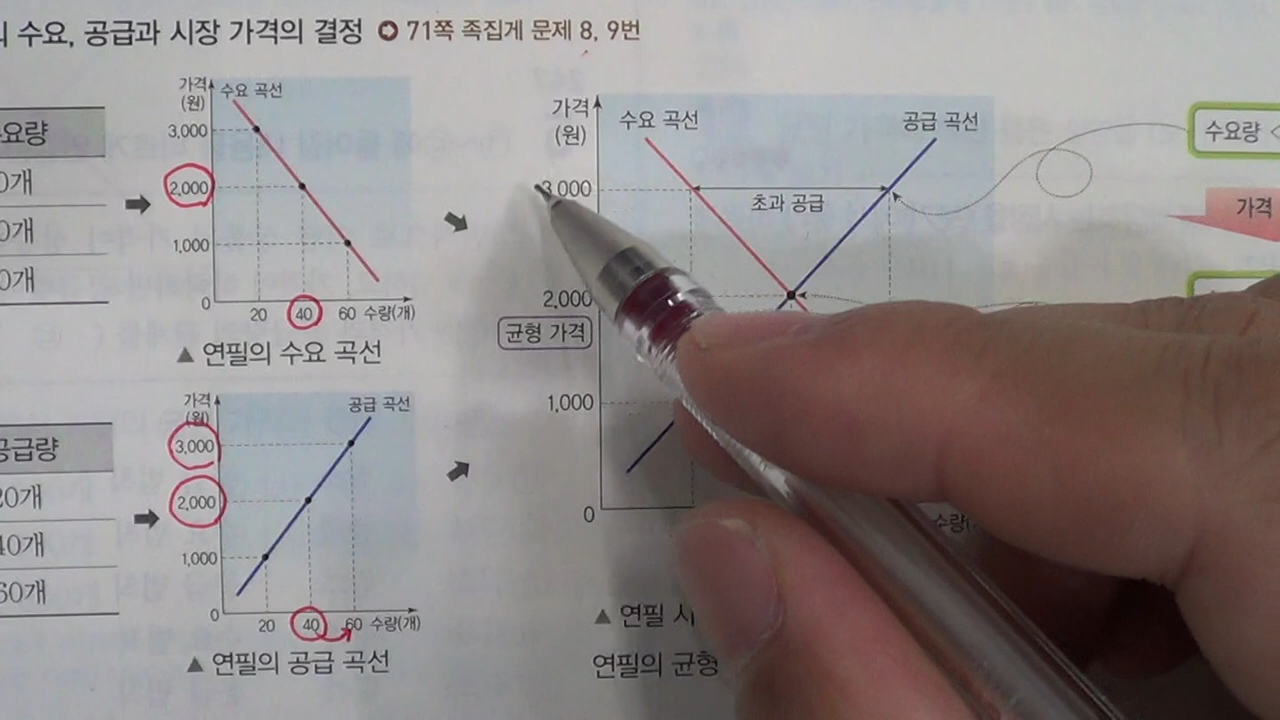 수요, 공급과 시장 가격의 결정 ➲ 71쪽 족집게 문제 8, 9번
요량
0개
0개
0개
가격
(원)
수요 곡선
3,000
2,000
1,000
0
20
40
60
수량(개)
▲ 연필의 수요 곡선
공급량
20개
40개
60개
가격
(원)
공급 곡선
3,000
2,000
1,000
0
20
40
60
수량(개)
▲ 연필의 공급 곡선
가격
(원)
수요 곡선
공급 곡선
3,000
초과 공급
2,000
균형 가격
1,000
0
수량(
▲ 연필 시
연필의 균형
수요량 <
가격